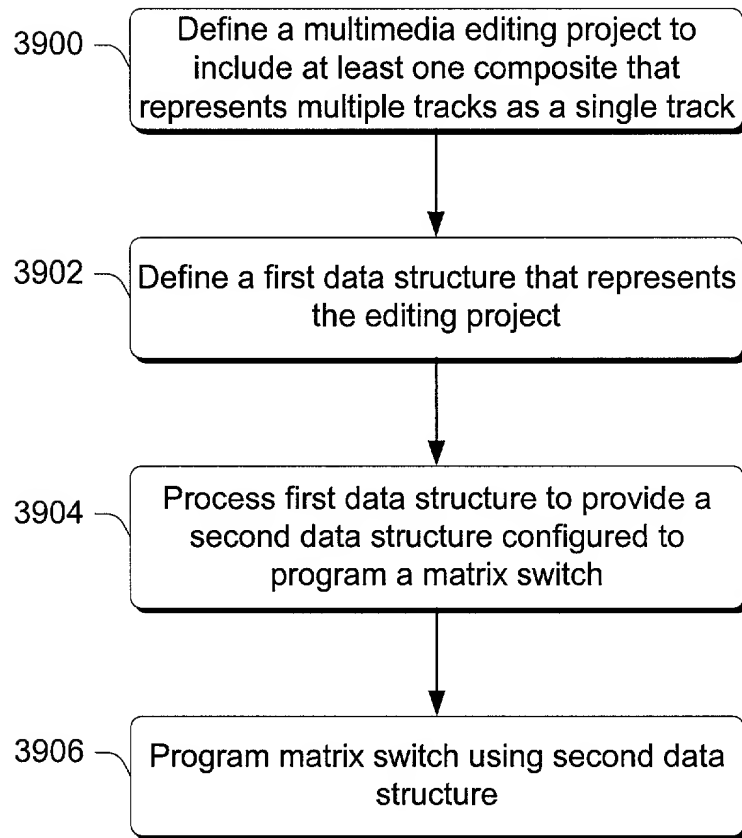 3900
Define a multimedia editing project to
include at least one composite that
represents multiple tracks as a single track
3902
Define a first data structure that represents
the editing project
3904
Process first data structure to provide a
second data structure configured to
program a matrix switch
3906
Program matrix switch using second data
structure